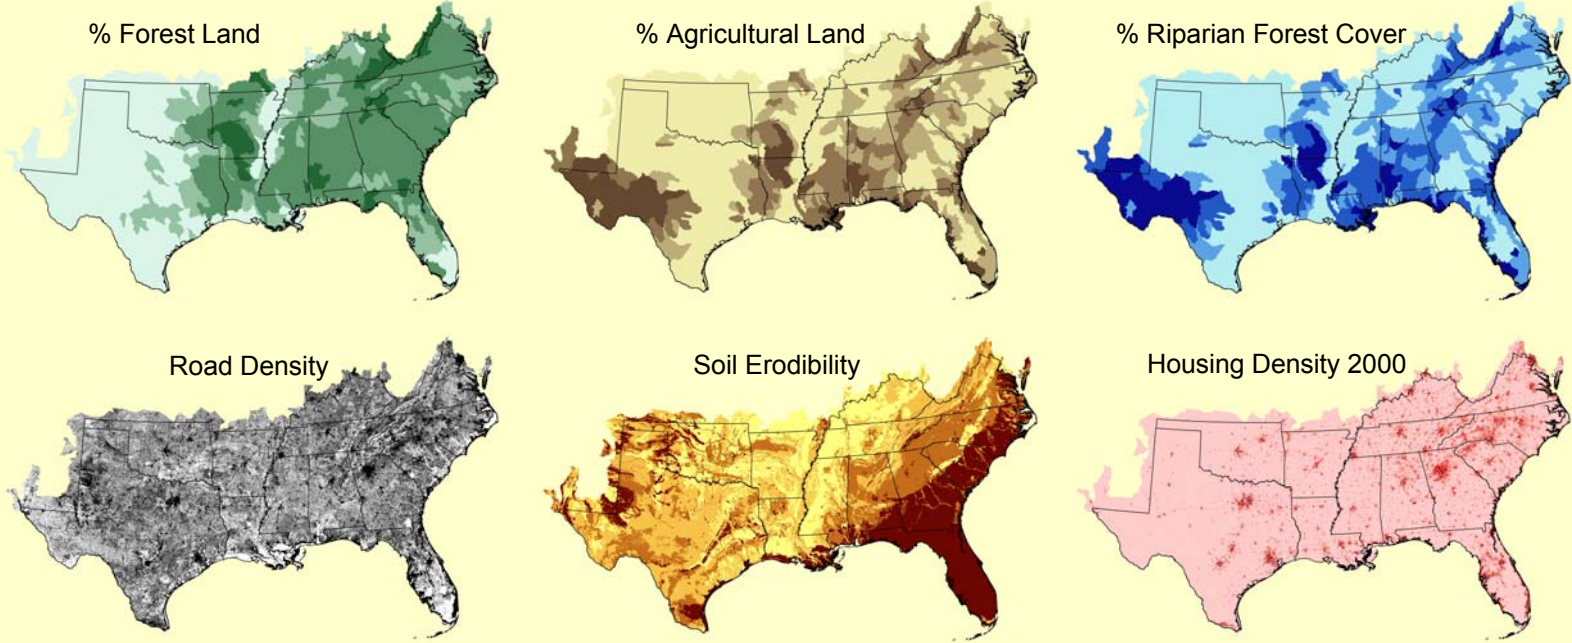 % Forest Land
% Agricultural Land
% Riparian Forest Cover
Road Density
Soil Erodibility
Housing Density 2000